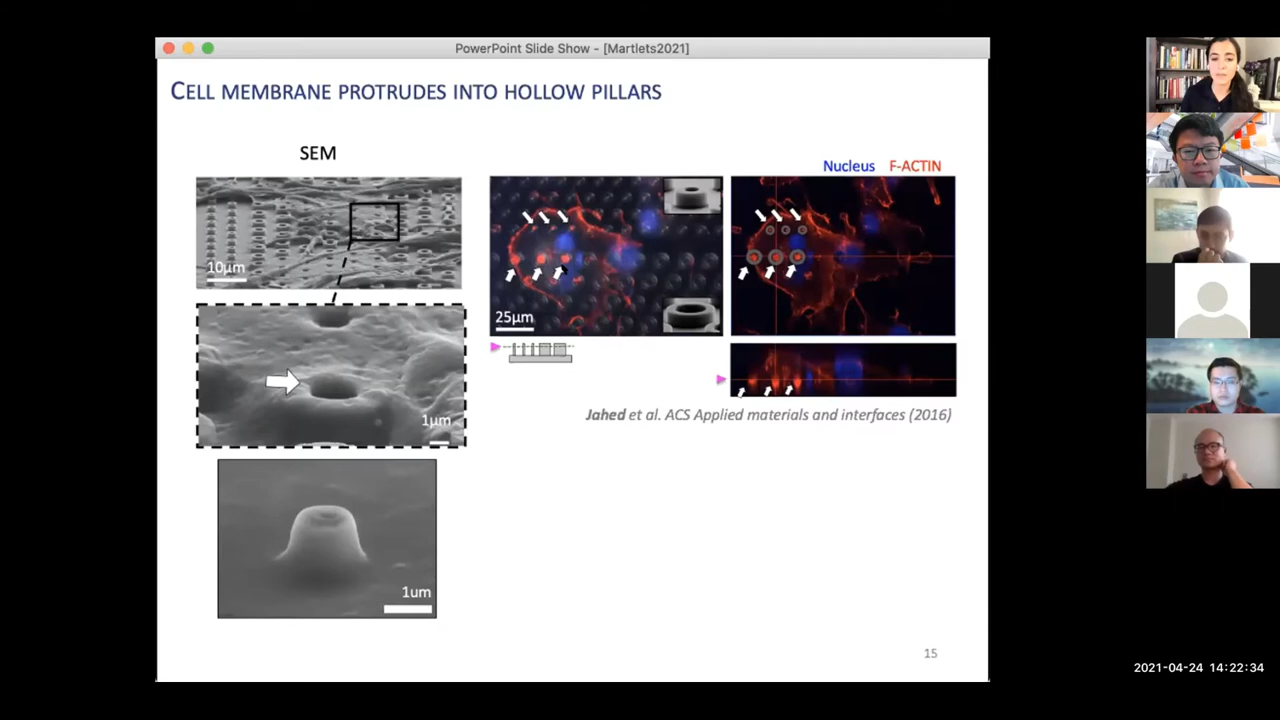 PowerPoint Slide Show - [Martlets2021]
CELL MEMBRANE PROTRUDES INTO HOLLOW PILLARS
SEM
Nucleus F-ACTIN
10µm
25µm
1µm
Jahed et al. ACS Applied materials and interfaces (2016)
1um
15
2021-04-24 14:22:34